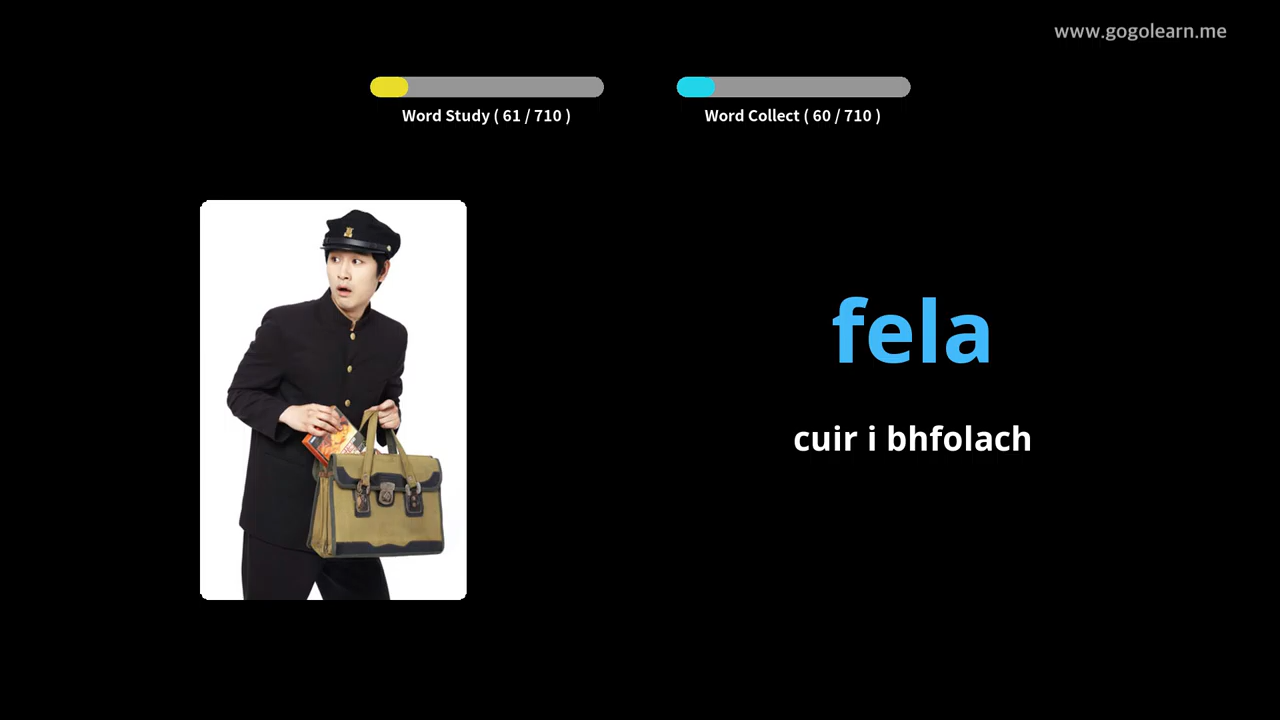 www.gogolearn.me
Word Study ( 61 / 710 )
Word Collect ( 60 / 710 )
fela
cuir i bhfolach